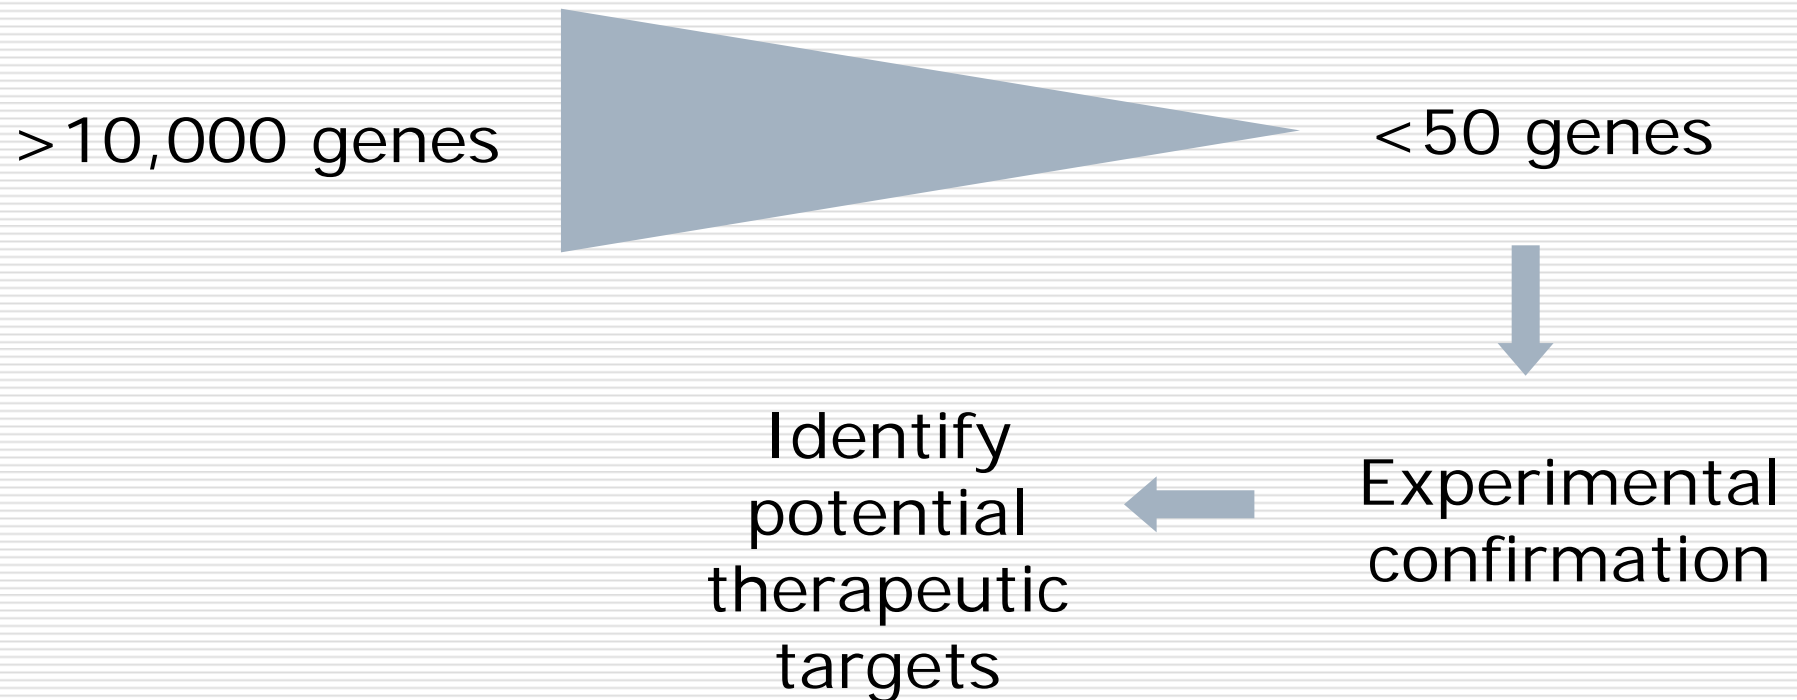 >10,000 genes
<50 genes
Experimental
confirmation
Identify
potential
therapeutic
targets